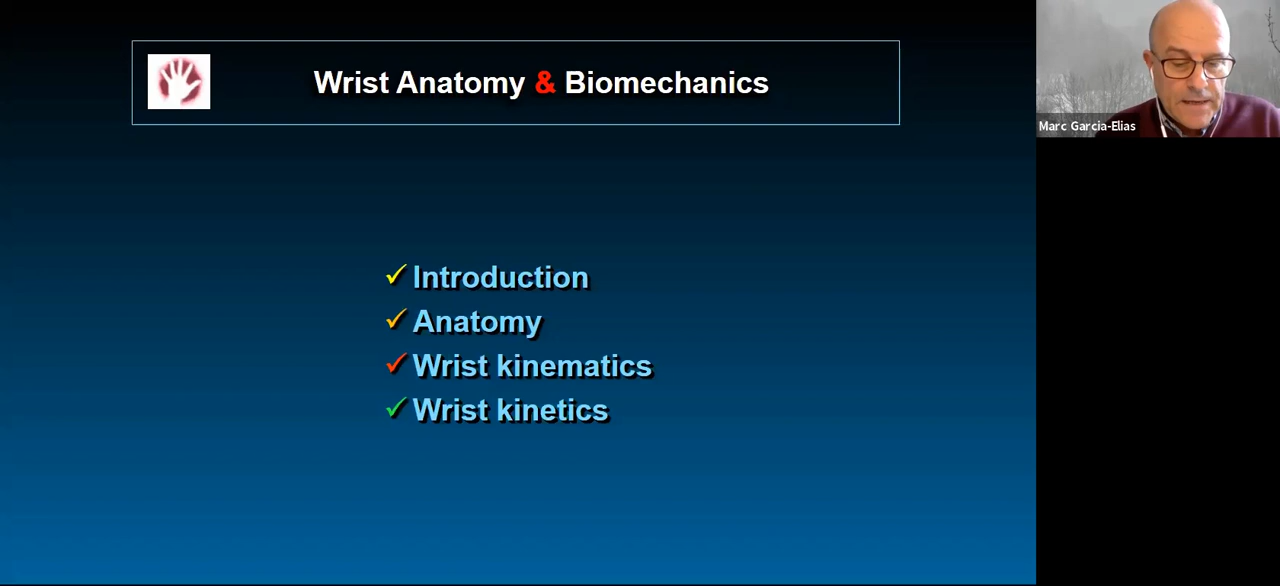 Wrist Anatomy & Biomechanics
Introduction
Anatomy
Wrist kinematics
Wrist kinetics
Marc Garcia-Elias